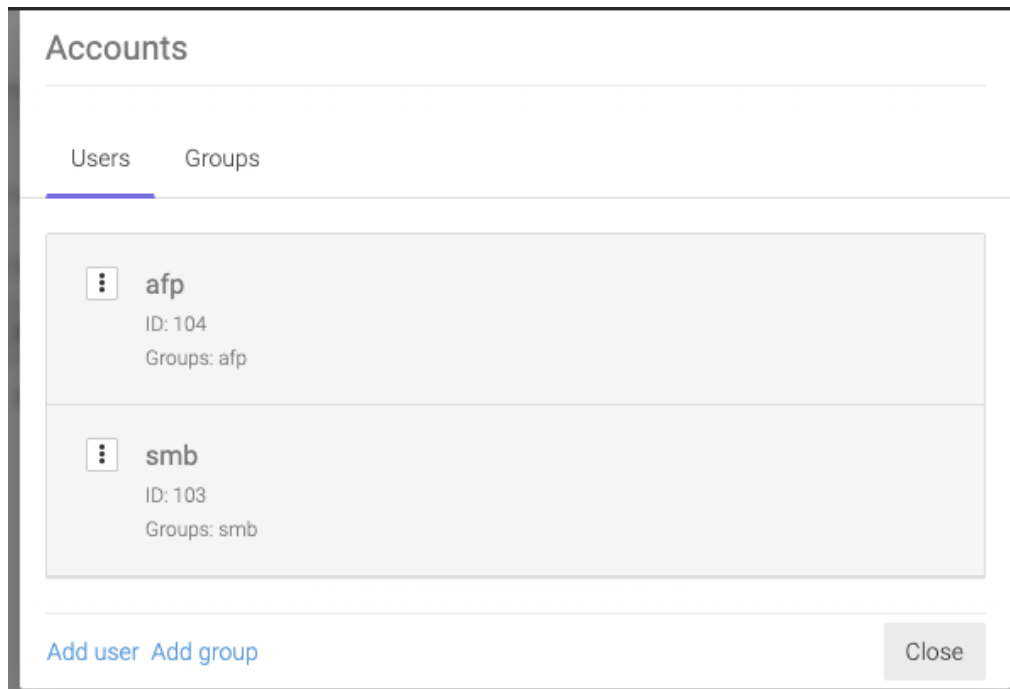 Accounts
Users Groups
afp
ID: 104
Groups: afp
smb
ID: 103
Groups: smb
Add user Add group Close